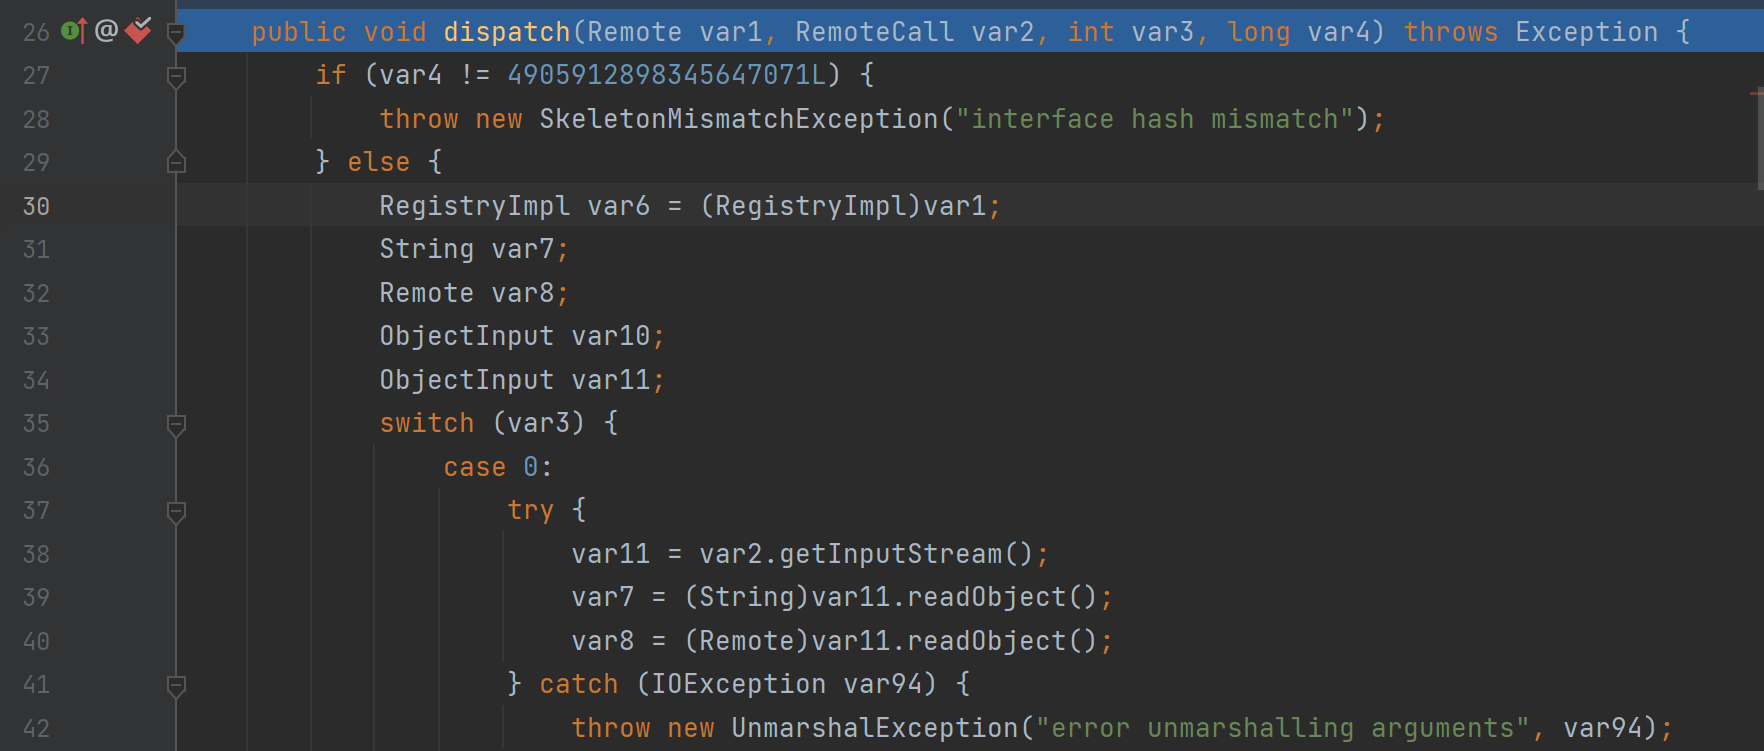 26 @ public void dispatch(Remote var1, RemoteCall var2, int var3, long var4) throws Exception {
27 if (var4 != 4905912898345647071L) {
28 throw new SkeletonMismatchException("interface hash mismatch");
29 } else {
30 RegistryImpl var6 = (RegistryImpl)var1;
31 String var7;
32 Remote var8;
33 ObjectInput var10;
34 ObjectInput var11;
35 switch (var3) {
36 case 0:
37 try {
38 var11 = var2.getInputStream();
39 var7 = (String)var11.readObject();
40 var8 = (Remote)var11.readObject();
41 } catch (IOException var94) {
42 throw new UnmarshalException("error unmarshalling arguments", var94);